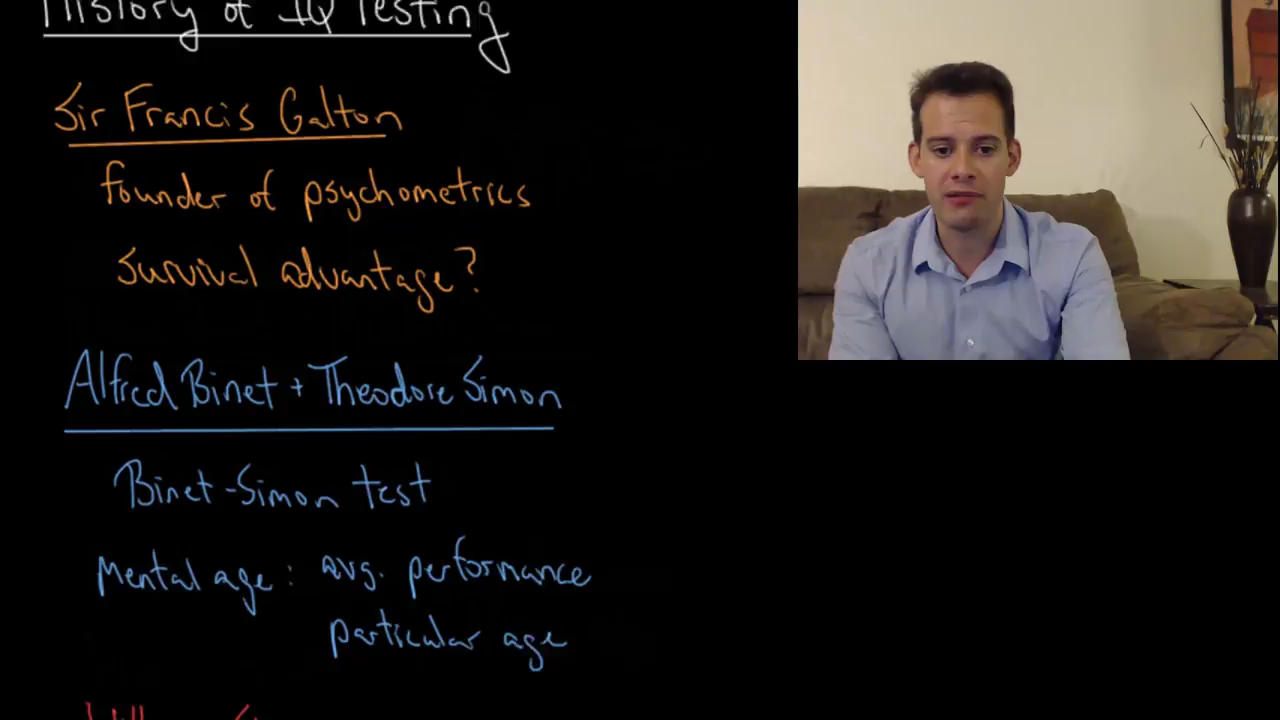 History of IQ Testing
Sir Francis Galton
founder of psychometrics
Survival advantage?
Alfred Binet + Theodore Simon
Binet-Simon test
Mental age: avg. performance
particular age